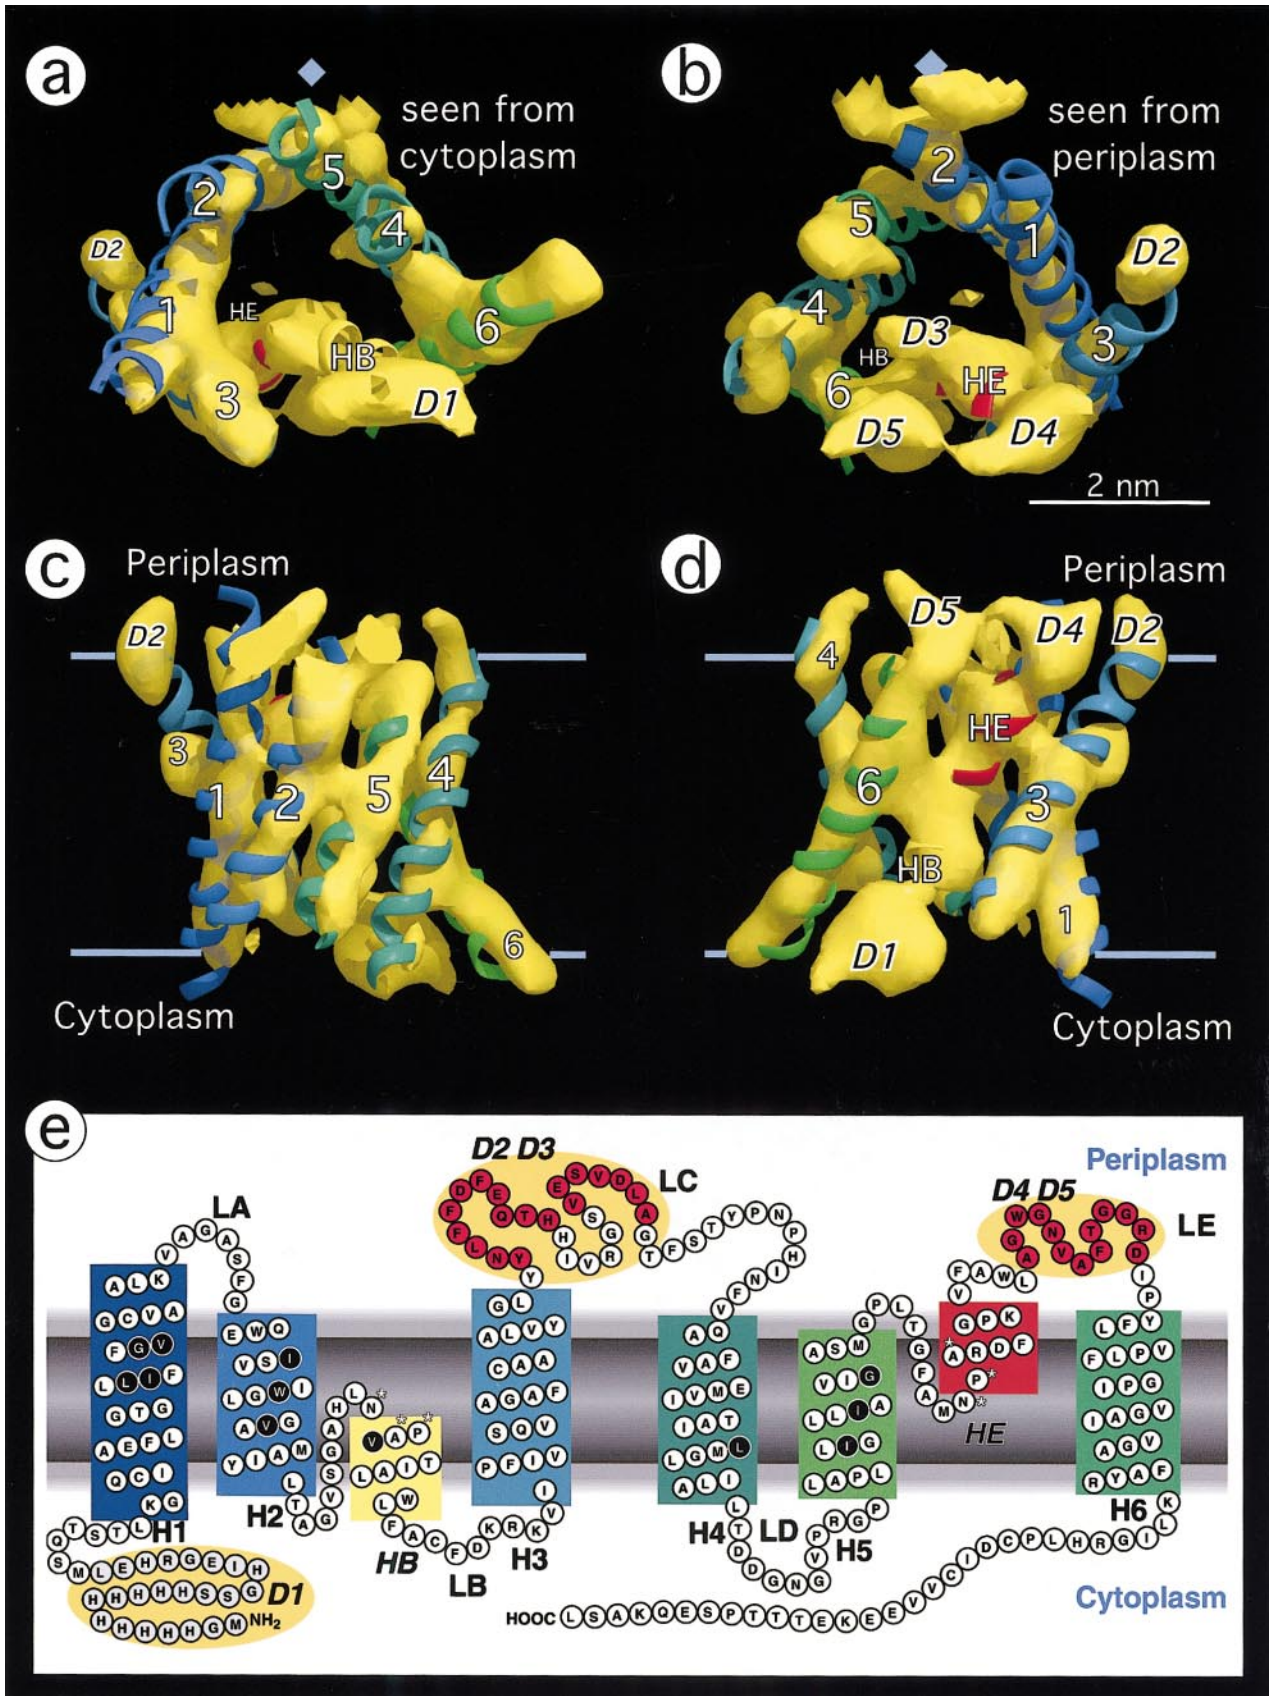 a
seen from
cytoplasm
5
2
4
D2
1
HE
HB
6
3
D1
b
seen from
periplasm
2
5
1
D2
4
D3
3
HB
HE
6
D5
D4
2 nm
c
Periplasm
D2
3
1
2
5
4
6
Cytoplasm
d
Periplasm
D5
D4
D2
4
HE
6
3
HB
1
D1
Cytoplasm
e
D2 D3
Periplasm
LC
D4 D5
LA
LE
HE
H1
H2
HB
LB
H3
H4
LD
H5
H6
D1
NH2
HOOC L S A K Q E S P T T T E K E E V V C I D C P L H R G I L K
Cytoplasm
A L K
G C V A
F G V
L L I F
G T G
A E F L
Q C I
K G
V A G A S F G
E W Q
V S I
L G W I
A V G
Y I A M
V A P
L A I T
L W
F A C F D K R K V I
G L
A L V Y
C A A
A G A F
S Q V
P F I V
A Q
V A F
I V M E
I A T
L G M L
A L I
L T D D G N G V P R G P
A S M
V I G
L L I A
L I G
L A P L
G P K
A R D F
P
F A W L
L F Y
F L P V
I P G
I A G V
A G V
R Y A F
Q T S T L
S M L E H R G E I H
H H H H H S S G
H H H H H G M